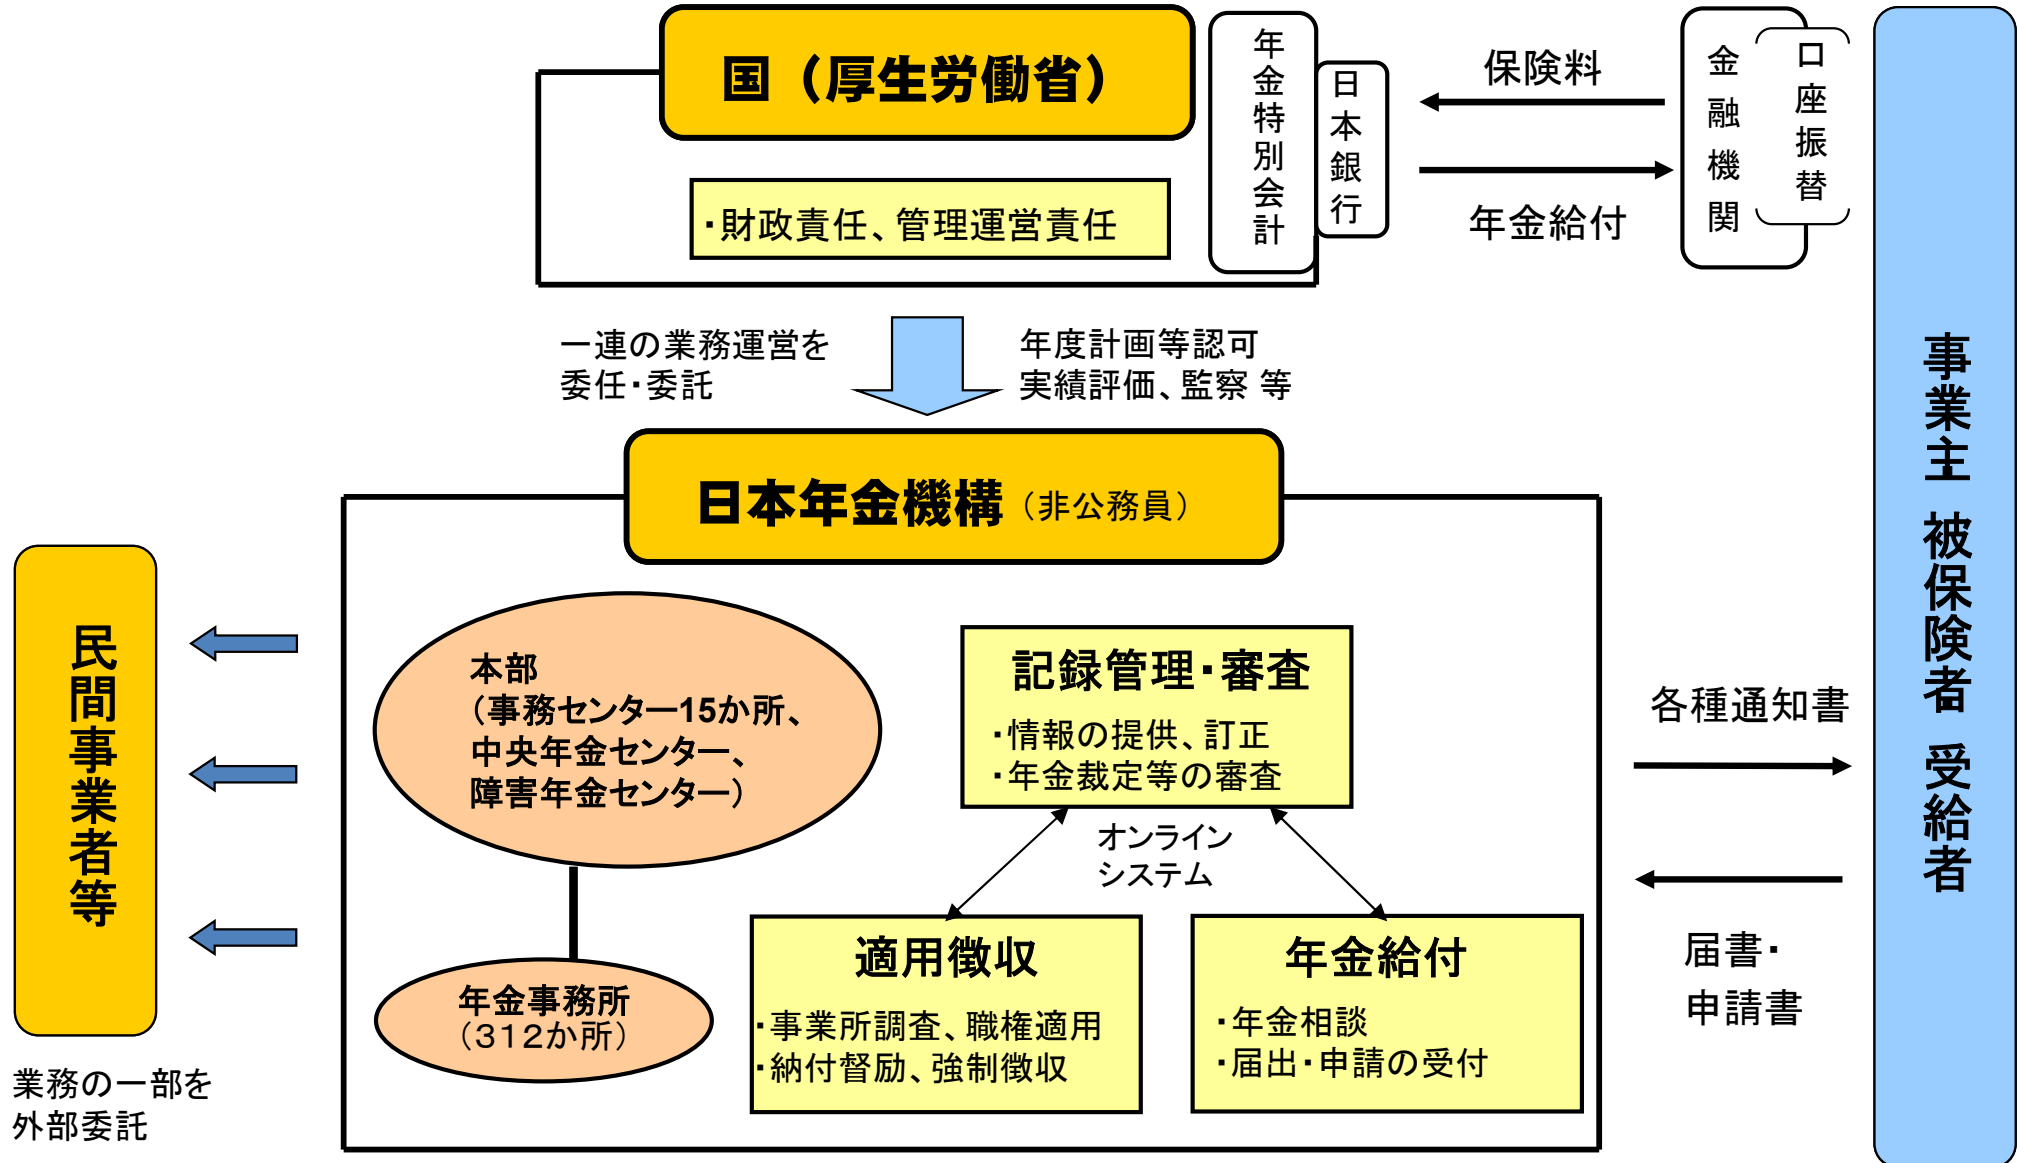 国（厚生労働省）
・財政責任、管理運営責任
年金特別会計
日本銀行
保険料
年金給付
金融機関
口座振替
一連の業務運営を
委任・委託
年度計画等認可
実績評価、監察 等
日本年金機構（非公務員）
本部
（事務センター15か所、
中央年金センター、
障害年金センター）
年金事務所
（３１２か所）
記録管理・審査
・情報の提供、訂正
・年金裁定等の審査
オンライン
システム
適用徴収
・事業所調査、職権適用
・納付督励、強制徴収
年金給付
・年金相談
・届出・申請の受付
民間事業者等
業務の一部を
外部委託
各種通知書
届書・
申請書
事業主・被保険者・受給者